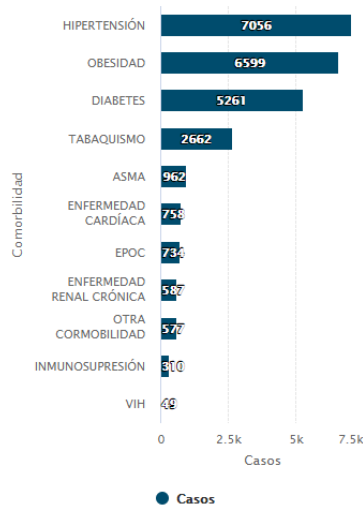 HIPERTENSIÓN 7056
OBESIDAD 6599
DIABETES 5261
TABAQUISMO 2662
ASMA 962
ENFERMEDAD
CARDÍACA 758
EPOC 734
ENFERMEDAD
RENAL CRÓNICA 587
OTRA
CORMOBILIDAD 577
INMUNOSUPRESIÓN 310
VIH 49
Comorbilidad
0 2.5k 5k 7.5k
Casos
Casos